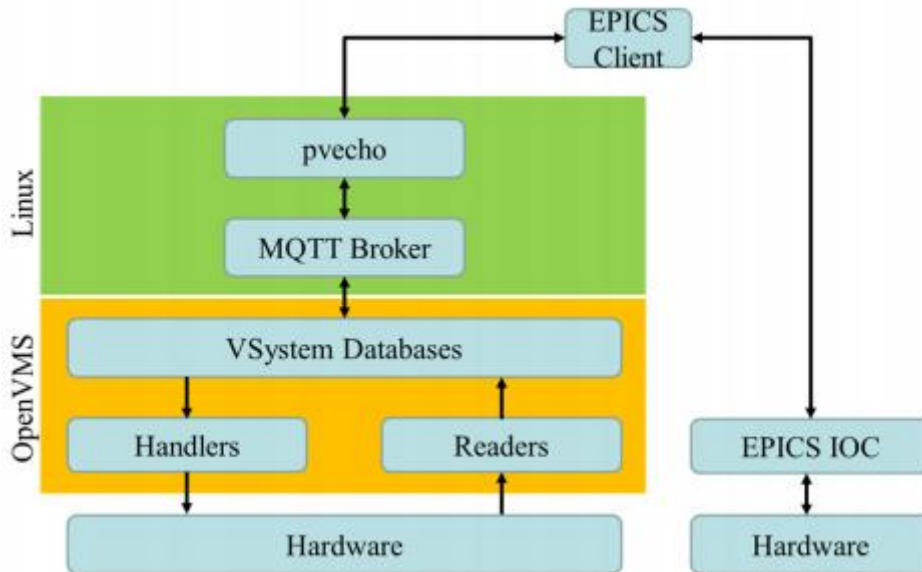 EPICS
Client
Linux
pvecho
MQTT Broker
OpenVMS
VSystem Databases
Handlers
Readers
EPICS IOC
Hardware
Hardware